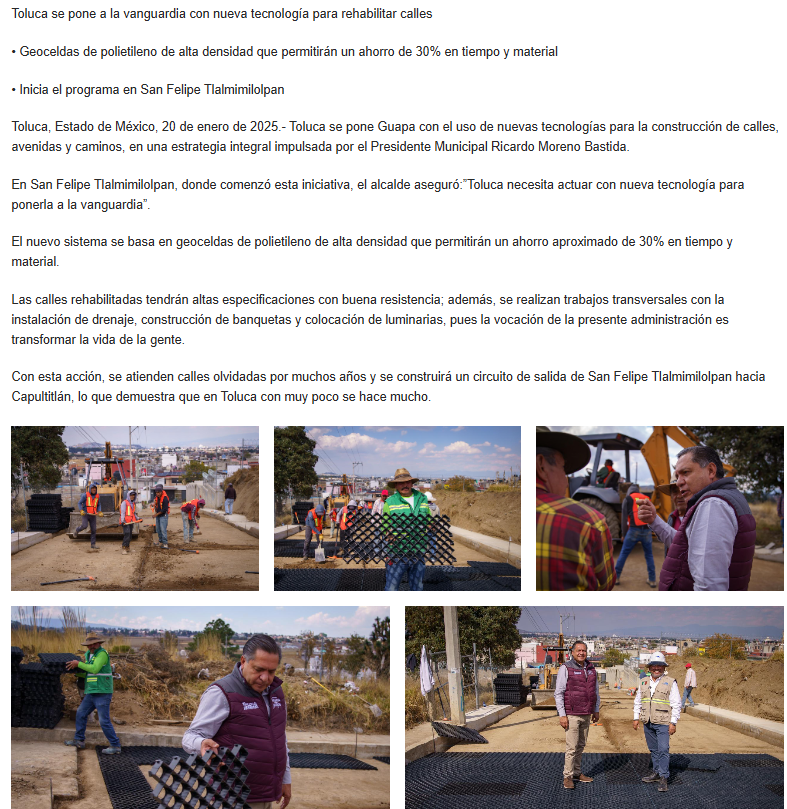 Toluca se pone a la vanguardia con nueva tecnología para rehabilitar calles
• Geoceldas de polietileno de alta densidad que permitirán un ahorro de 30% en tiempo y material
• Inicia el programa en San Felipe Tlalmimilolpan
Toluca, Estado de México, 20 de enero de 2025.- Toluca se pone Guapa con el uso de nuevas tecnologías para la construcción de calles,
avenidas y caminos, en una estrategia integral impulsada por el Presidente Municipal Ricardo Moreno Bastida.
En San Felipe Tlalmimilolpan, donde comenzó esta iniciativa, el alcalde aseguró:”Toluca necesita actuar con nueva tecnología para
ponerla a la vanguardia”.
El nuevo sistema se basa en geoceldas de polietileno de alta densidad que permitirán un ahorro aproximado de 30% en tiempo y
material.
Las calles rehabilitadas tendrán altas especificaciones con buena resistencia; además, se realizan trabajos transversales con la
instalación de drenaje, construcción de banquetas y colocación de luminarias, pues la vocación de la presente administración es
transformar la vida de la gente.
Con esta acción, se atienden calles olvidadas por muchos años y se construirá un circuito de salida de San Felipe Tlalmimilolpan hacia
Capultitlán, lo que demuestra que en Toluca con muy poco se hace mucho.